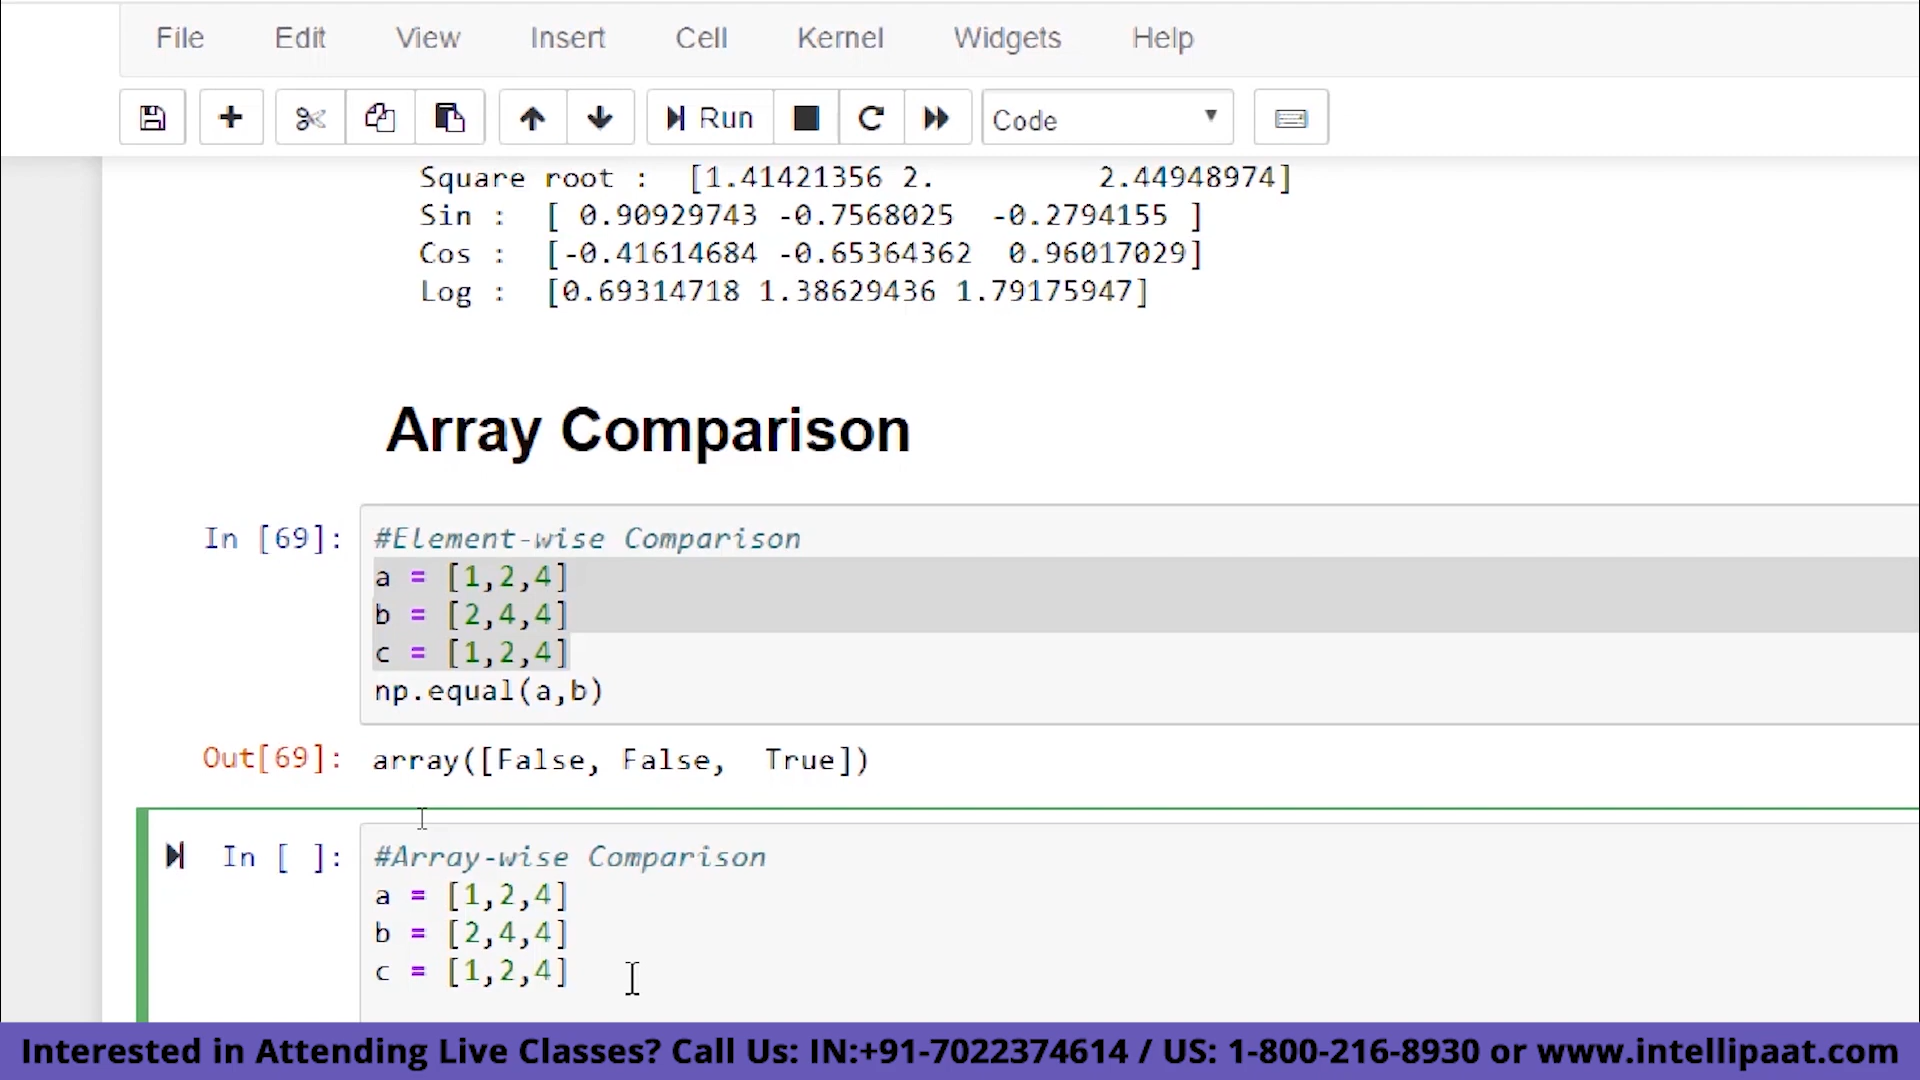 File Edit View Insert Cell Kernel Widgets Help
Run Code
Square root :  [1.41421356 2.         2.44948974]
Sin :  [ 0.90929743 -0.7568025  -0.2794155 ]
Cos :  [-0.41614684 -0.65364362  0.96017029]
Log :  [0.69314718 1.38629436 1.79175947]
Array Comparison
In [69]: #Element-wise Comparison
a = [1,2,4]
b = [2,4,4]
c = [1,2,4]
np.equal(a,b)
Out[69]: array([False, False,  True])
In [ ]: #Array-wise Comparison
a = [1,2,4]
b = [2,4,4]
c = [1,2,4]
Interested in Attending Live Classes? Call Us: IN:+91-7022374614 / US: 1-800-216-8930 or www.intellipaat.com